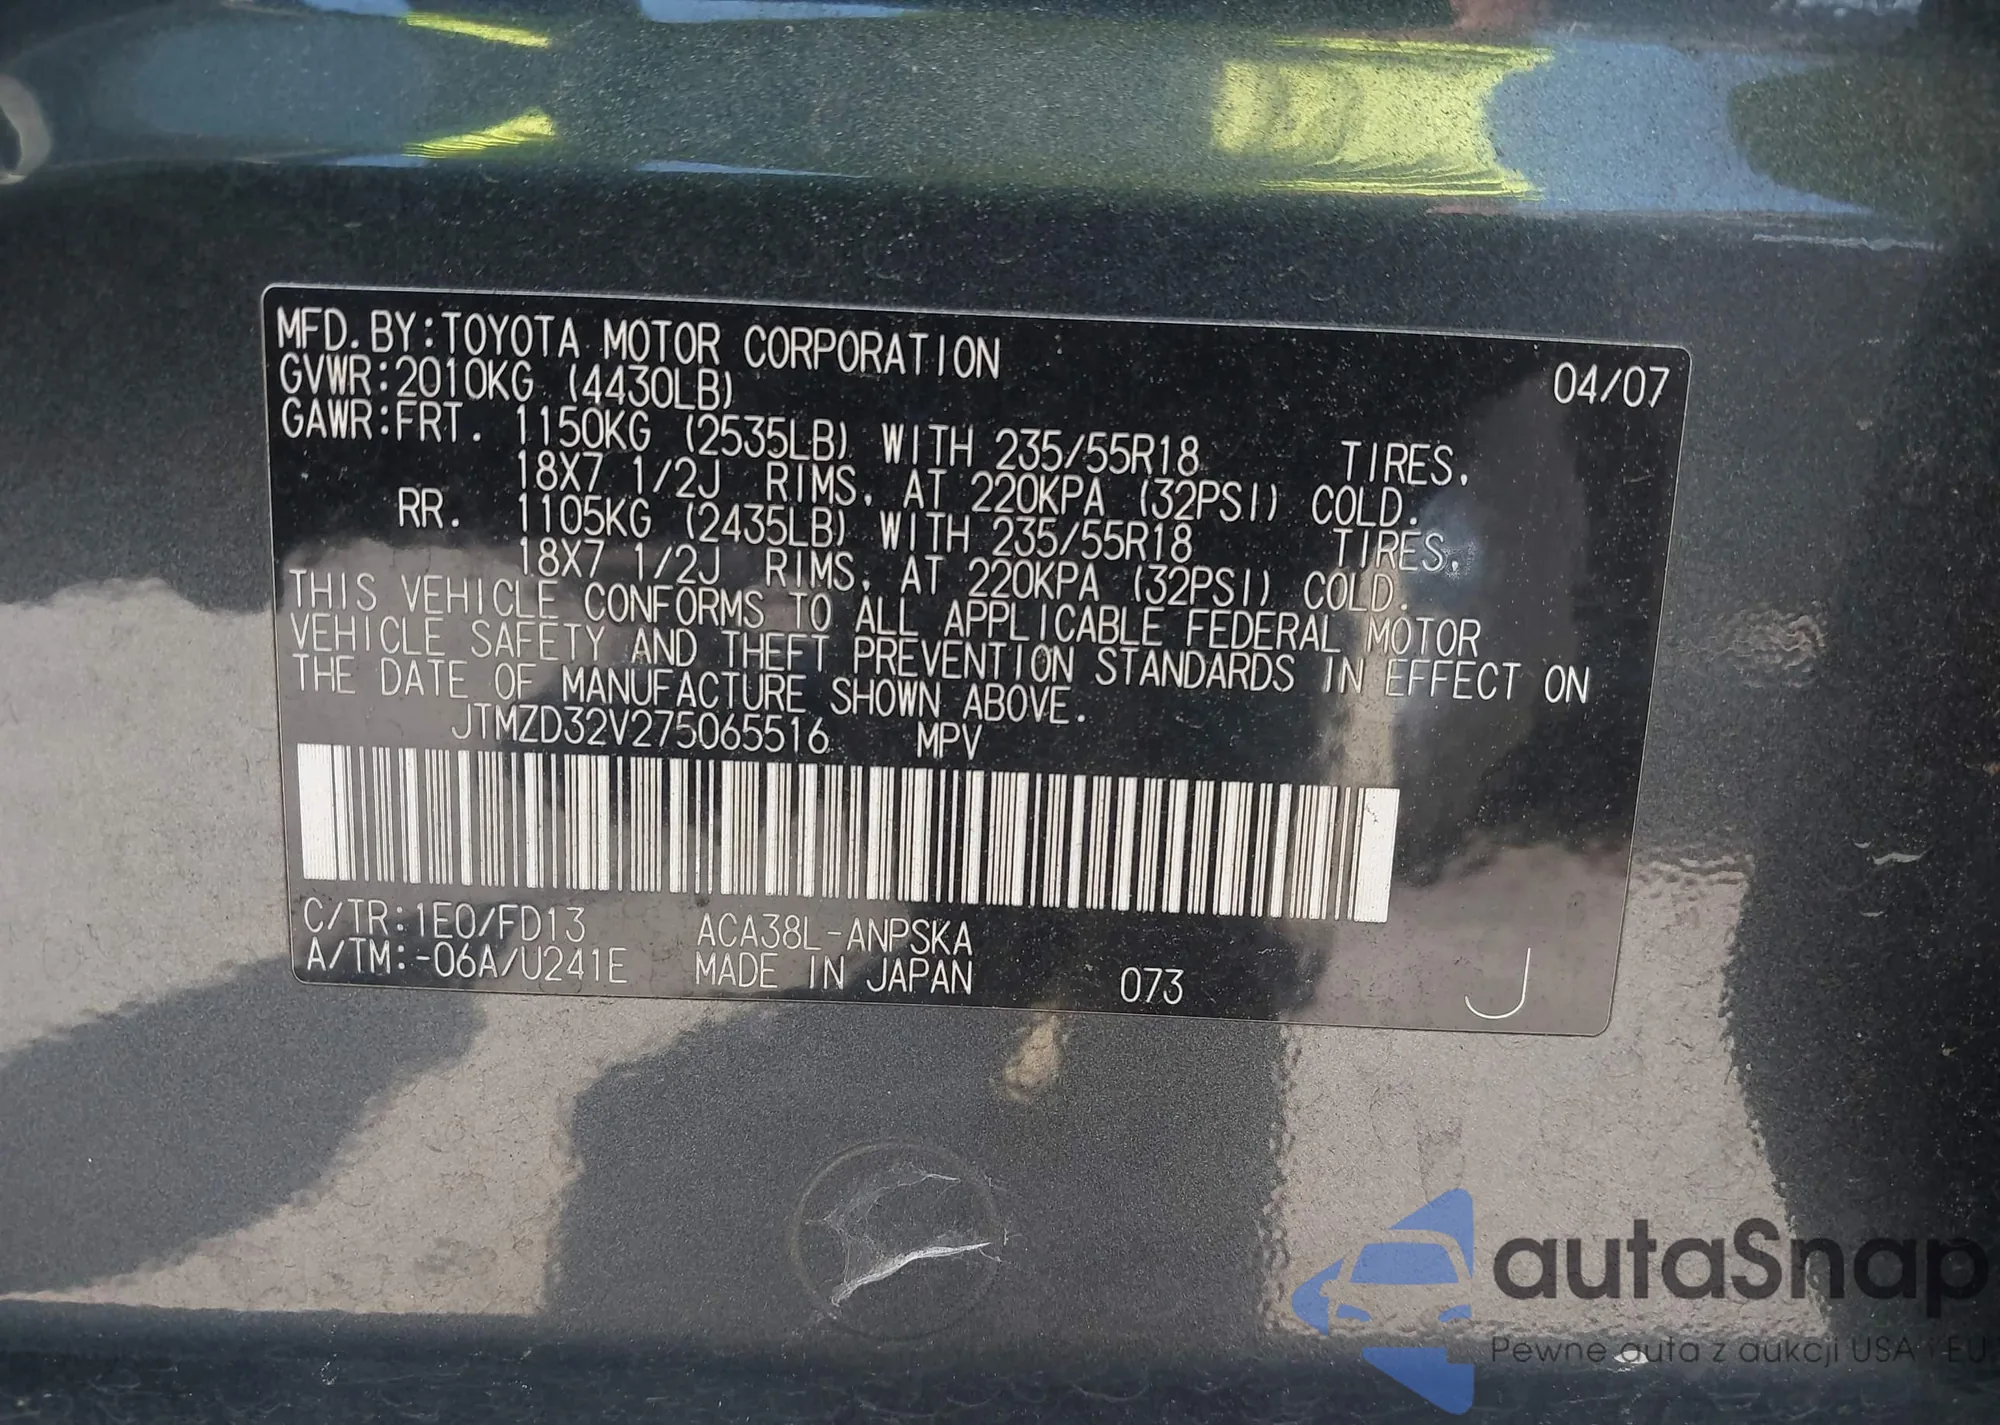 MFD. BY: TOYOTA MOTOR CORPORATION 04/07
GVWR: 2010KG (4430LB)
GAWR: FRT. 1150KG (2535LB) WITH 235/55R18 TIRES,
18X7 1/2J RIMS, AT 220KPA (32PSI) COLD.
RR. 1105KG (2435LB) WITH 235/55R18 TIRES,
18X7 1/2J RIMS, AT 220KPA (32PSI) COLD.
THIS VEHICLE CONFORMS TO ALL APPLICABLE FEDERAL MOTOR
VEHICLE SAFETY AND THEFT PREVENTION STANDARDS IN EFFECT ON
THE DATE OF MANUFACTURE SHOWN ABOVE.
JTMZD32V275065516 MPV
C/TR: 1E0/FD13 ACA38L-ANPSKA
A/TM: -06A/U241E MADE IN JAPAN 073 J
autaSnap
Pewne auta z aukcji USA i EU